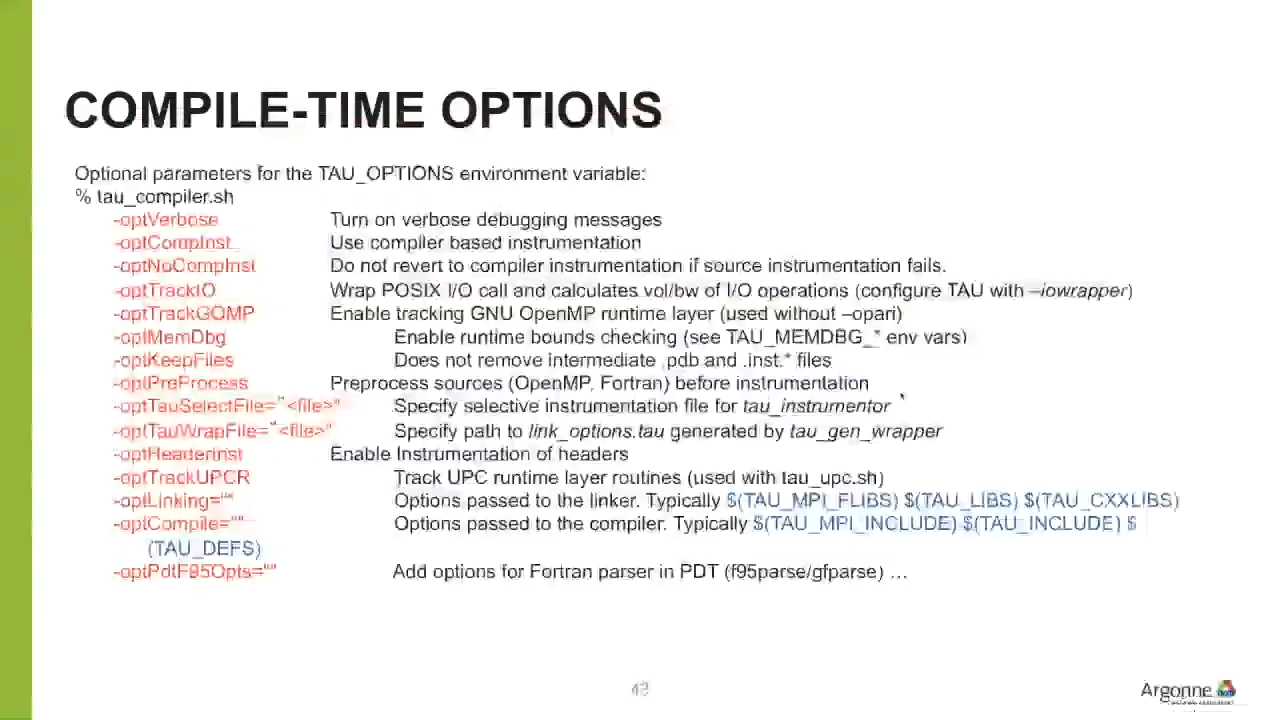 COMPILE-TIME OPTIONS
Optional parameters for the TAU_OPTIONS environment variable:
% tau_compiler.sh
-optVerbose Turn on verbose debugging messages
-optCompInst Use compiler based instrumentation
-optNoCompInst Do not revert to compiler instrumentation if source instrumentation fails.
-optTrackIO Wrap POSIX I/O call and calculates vol/bw of I/O operations (configure TAU with –iowrapper)
-optTrackGOMP Enable tracking GNU OpenMP runtime layer (used without –opari)
-optMemDbg Enable runtime bounds checking (see TAU_MEMDBG_* env vars)
-optKeepFiles Does not remove intermediate .pdb and .inst.* files
-optPreProcess Preprocess sources (OpenMP, Fortran) before instrumentation
-optTauSelectFile="<file>" Specify selective instrumentation file for tau_instrumentor
-optTauWrapFile="<file>" Specify path to link_options.tau generated by tau_gen_wrapper
-optHeaderInst Enable Instrumentation of headers
-optTrackUPCR Track UPC runtime layer routines (used with tau_upc.sh)
-optLinking="" Options passed to the linker. Typically $(TAU_MPI_FLIBS) $(TAU_LIBS) $(TAU_CXXLIBS)
-optCompile="" Options passed to the compiler. Typically $(TAU_MPI_INCLUDE) $(TAU_INCLUDE) $
(TAU_DEFS)
-optPdtF95Opts="" Add options for Fortran parser in PDT (f95parse/gfparse) …
Argonne